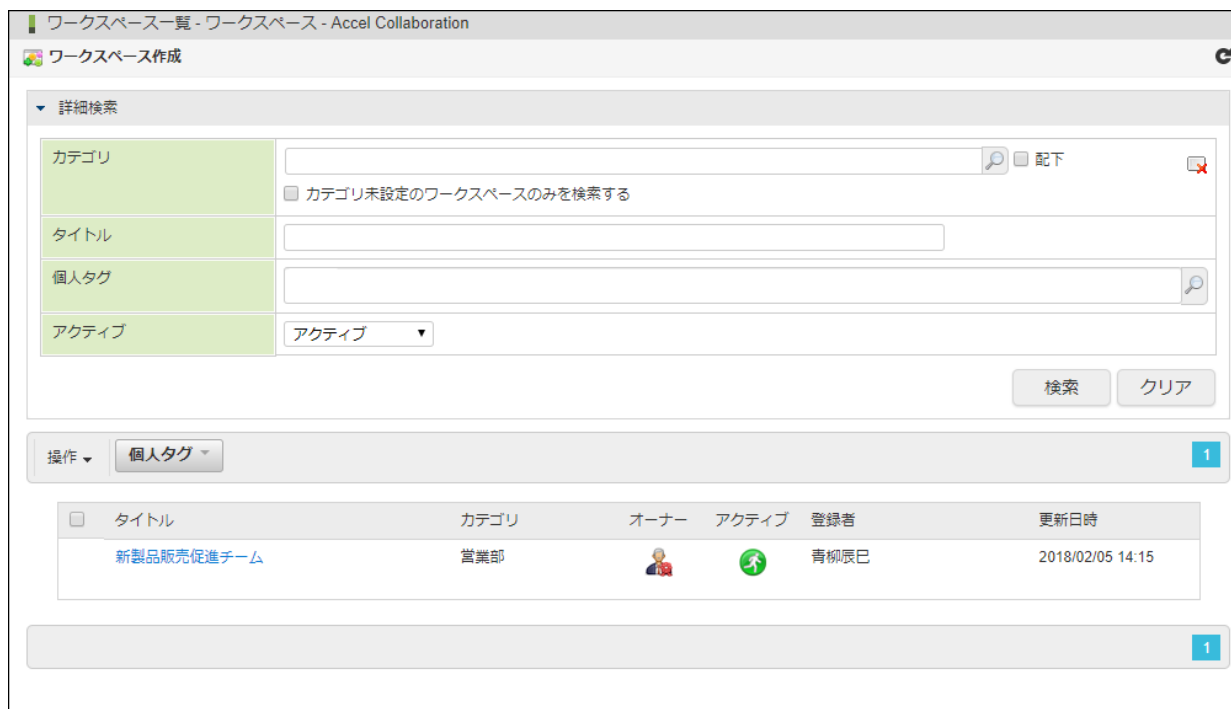 ワークスペース一覧 - ワークスペース - Accel Collaboration
ワークスペース作成
詳細検索
カテゴリ 配下
カテゴリ未設定のワークスペースのみを検索する
タイトル
個人タグ
アクティブ アクティブ
検索 クリア
操作 個人タグ 1
タイトル カテゴリ オーナー アクティブ 登録者 更新日時
新製品販売促進チーム 営業部 青柳辰巳 2018/02/05 14:15
1